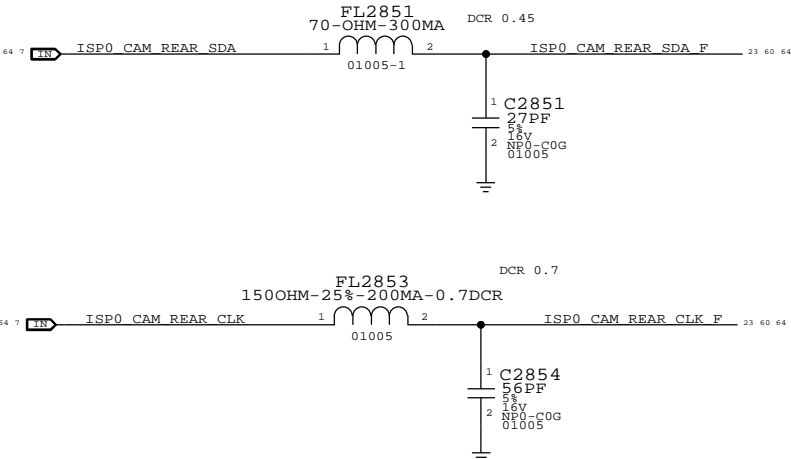 FL2851
70-OHM-300MA
DCR 0.45
64 7 IN ISP0_CAM_REAR_SDA 1 2 ISP0_CAM_REAR_SDA_F 23 60 64
01005-1
1 C2851
27PF
5%
16V
2 NP0-C0G
01005
DCR 0.7
FL2853
150OHM-25%-200MA-0.7DCR
64 7 IN ISP0_CAM_REAR_CLK 1 2 ISP0_CAM_REAR_CLK_F 23 60 64
01005
1 C2854
56PF
5%
16V
2 NP0-C0G
01005